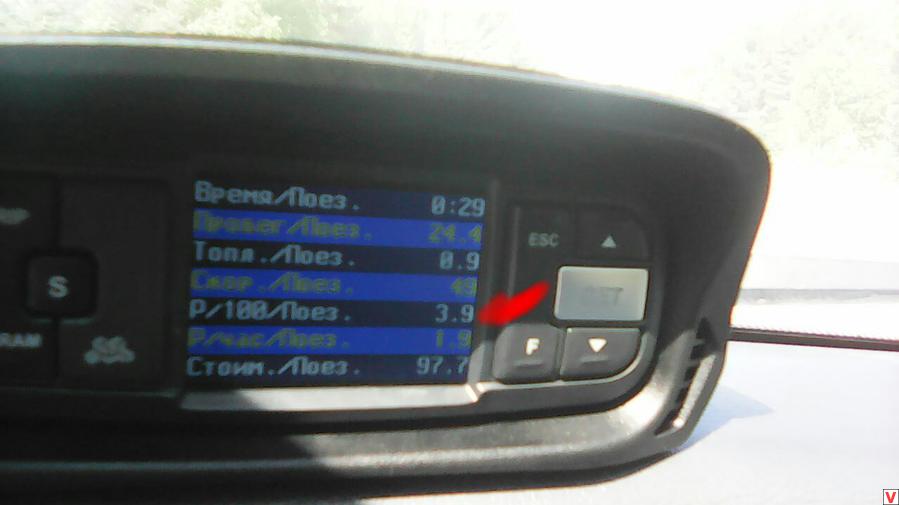 Время/Поез. 0:29
Пробег/Поез. 24.4
Топл./Поез. 0.9
Скор./Поез. 49
Р/100/Поез. 3.9
Р/час/Поез. 1.9
Стоим./Поез. 97.7
ESC
S
F
V